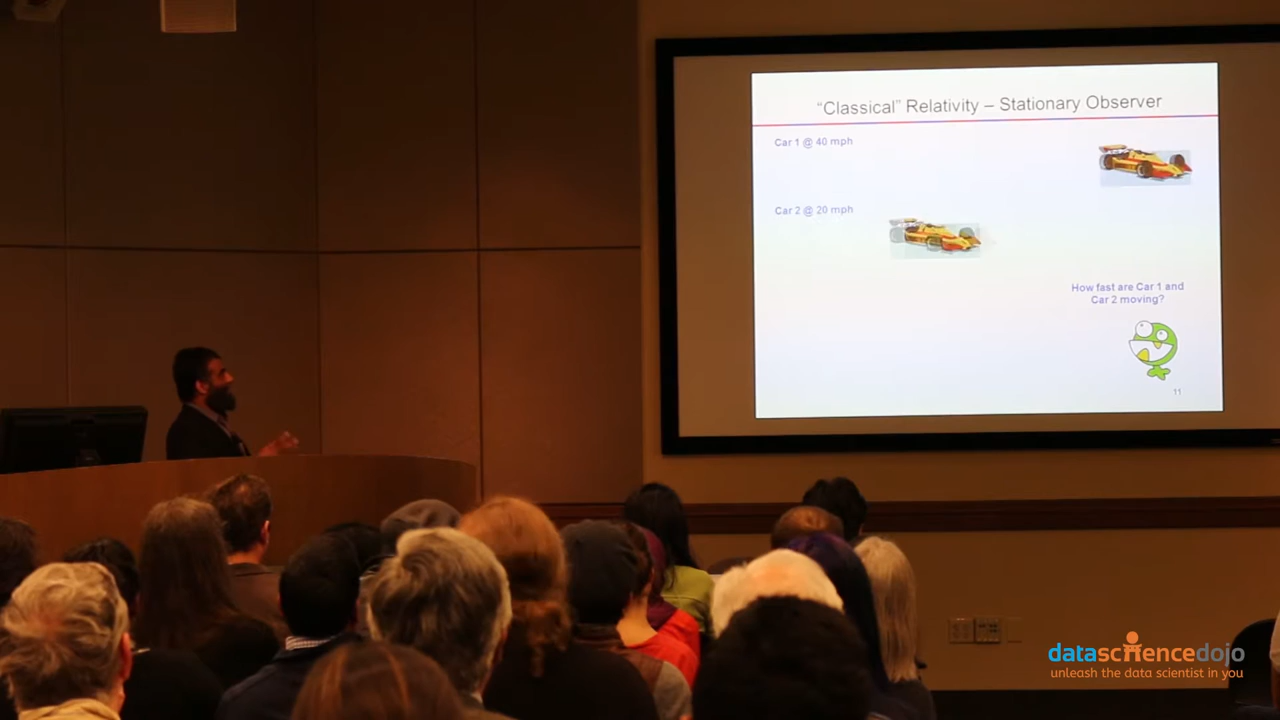 “Classical” Relativity – Stationary Observer
Car 1 @ 40 mph
Car 2 @ 20 mph
How fast are Car 1 and
Car 2 moving?
11
datasciencedojo
unleash the data scientist in you